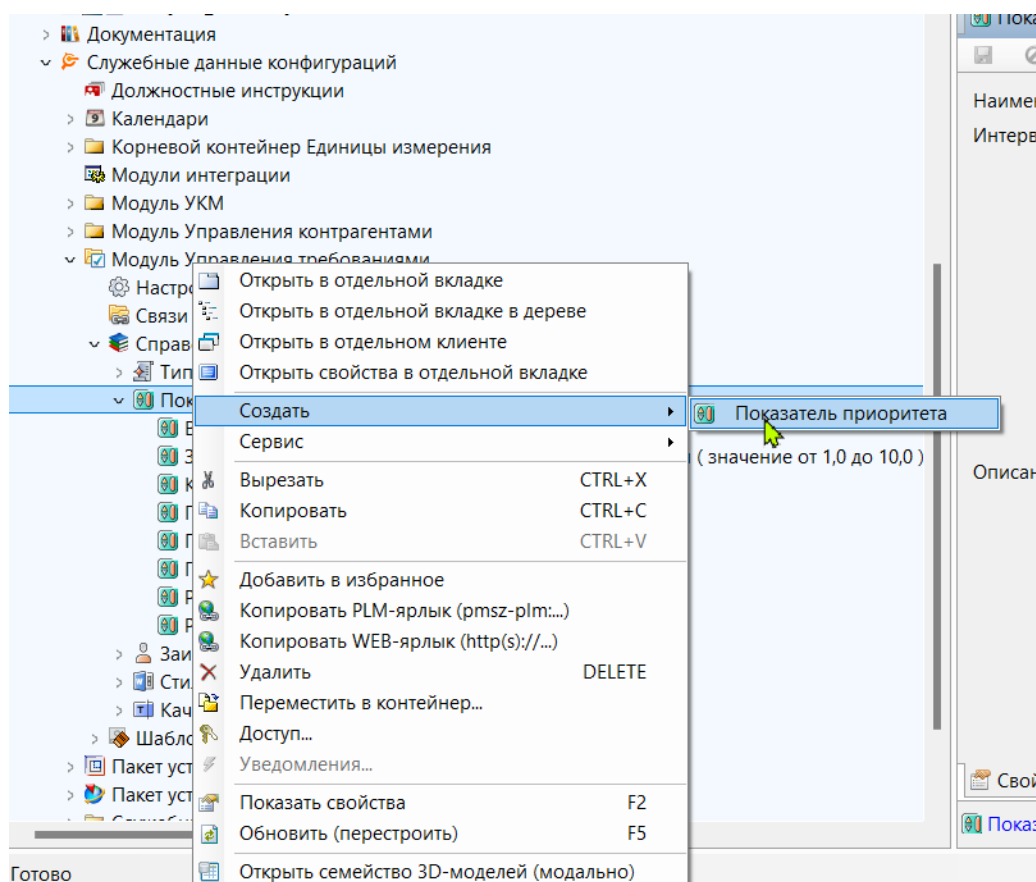 Документация
Служебные данные конфигураций
Должностные инструкции
Календари
Корневой контейнер Единицы измерения
Модули интеграции
Модуль УКМ
Модуль Управления контрагентами
Модуль Управления требованиями
Настро
Связи
Справ
Тип
Пок
( значение от 1,0 до 10,0 )
Заи
Сти
Кач
Шабло
Пакет уст
Пакет уст
Готово
Открыть в отдельной вкладке
Открыть в отдельной вкладке в дереве
Открыть в отдельном клиенте
Открыть свойства в отдельной вкладке
Создать
Показатель приоритета
Сервис
Вырезать CTRL+X
Копировать CTRL+C
Вставить CTRL+V
Добавить в избранное
Копировать PLM-ярлык (pmsz-plm:...)
Копировать WEB-ярлык (http(s)://...)
Удалить DELETE
Переместить в контейнер...
Доступ...
Уведомления...
Показать свойства F2
Обновить (перестроить) F5
Открыть семейство 3D-моделей (модально)
Пока
Наимен
Интерв
Описан
Свой
Показ